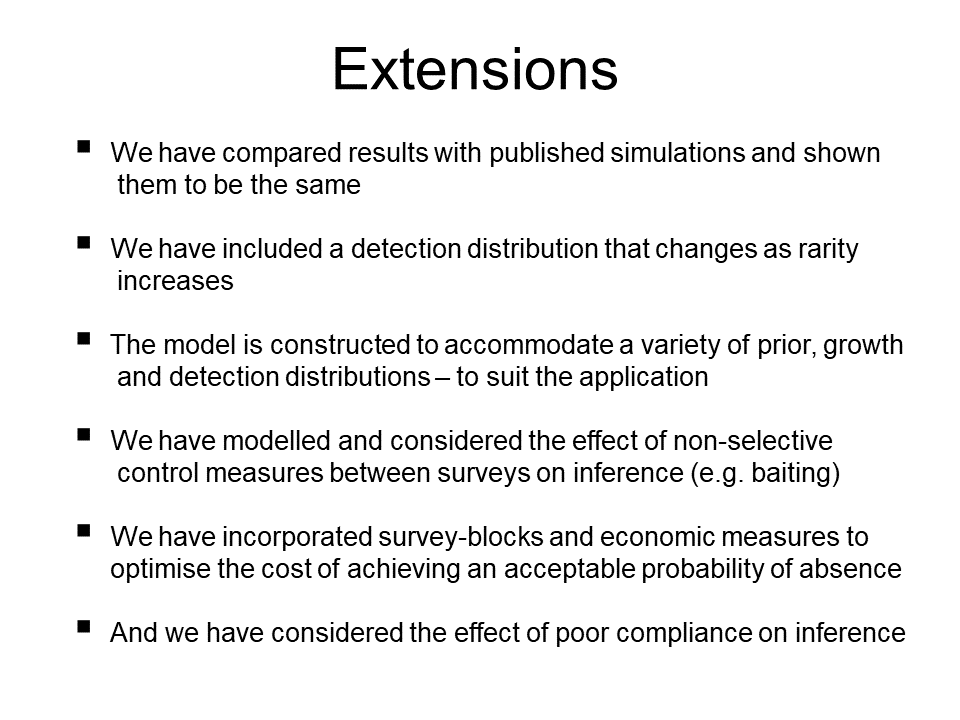 Extensions
▪ We have compared results with published simulations and shown
them to be the same
▪ We have included a detection distribution that changes as rarity
increases
▪ The model is constructed to accommodate a variety of prior, growth
and detection distributions – to suit the application
▪ We have modelled and considered the effect of non-selective
control measures between surveys on inference (e.g. baiting)
▪ We have incorporated survey-blocks and economic measures to
optimise the cost of achieving an acceptable probability of absence
▪ And we have considered the effect of poor compliance on inference